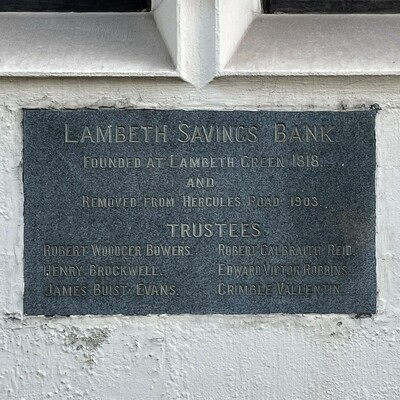 LAMBETH SAVINGS BANK
FOUNDED AT LAMBETH GREEN 1818.
AND
REMOVED FROM HERCULES ROAD 1903.
TRUSTEES
ROBERT WOODGER BOWERS. ROBERT GALBRAITH REID.
HENRY BROCKWELL. EDWARD VICTOR ROBBINS.
JAMES BUIST EVANS. GRIMBLE VALLENTIN.